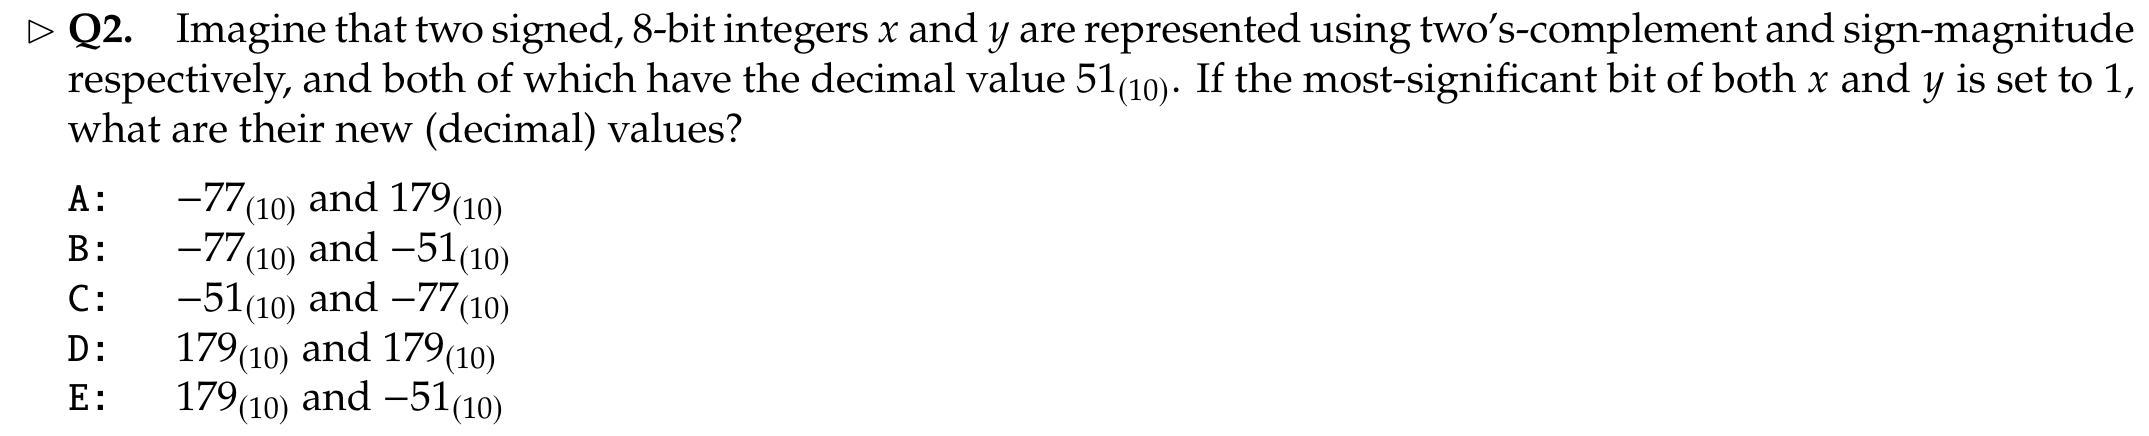 ▷ Q2. Imagine that two signed, 8-bit integers x and y are represented using two’s-complement and sign-magnitude
respectively, and both of which have the decimal value 51(10). If the most-significant bit of both x and y is set to 1,
what are their new (decimal) values?
A: −77(10) and 179(10)
B: −77(10) and −51(10)
C: −51(10) and −77(10)
D: 179(10) and 179(10)
E: 179(10) and −51(10)